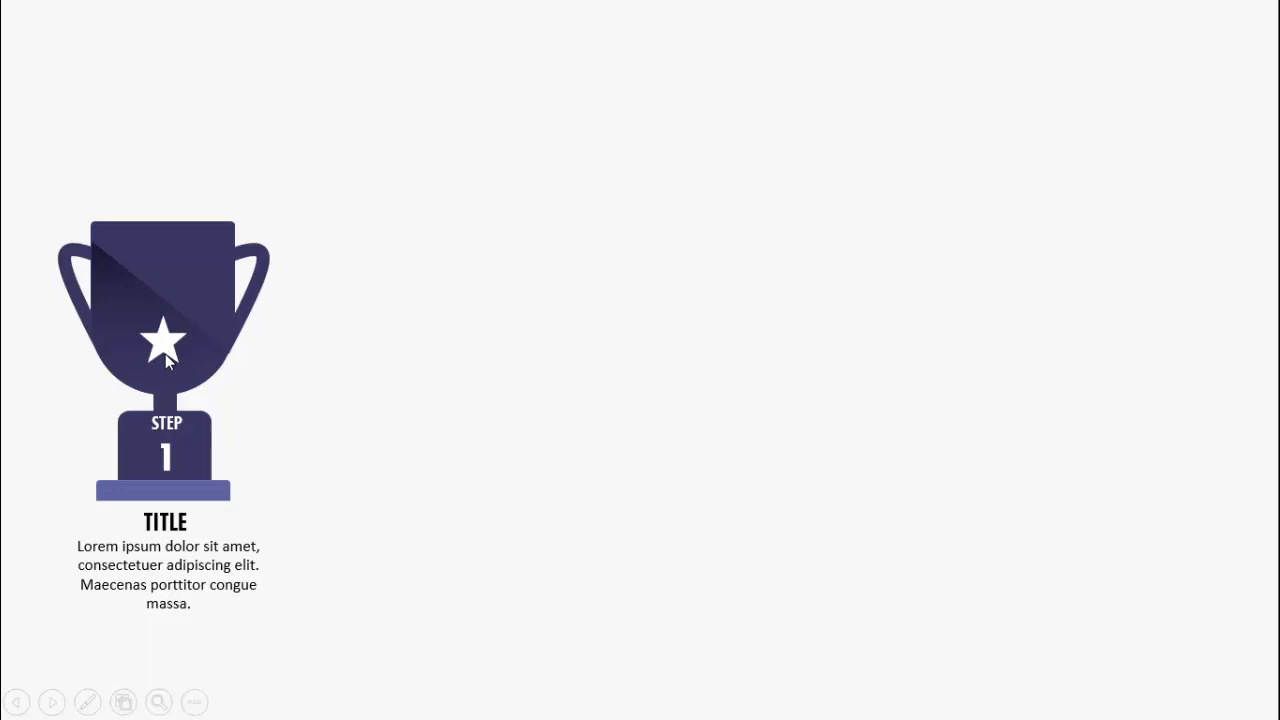 STEP
1
TITLE
Lorem ipsum dolor sit amet,
consectetuer adipiscing elit.
Maecenas porttitor congue
massa.